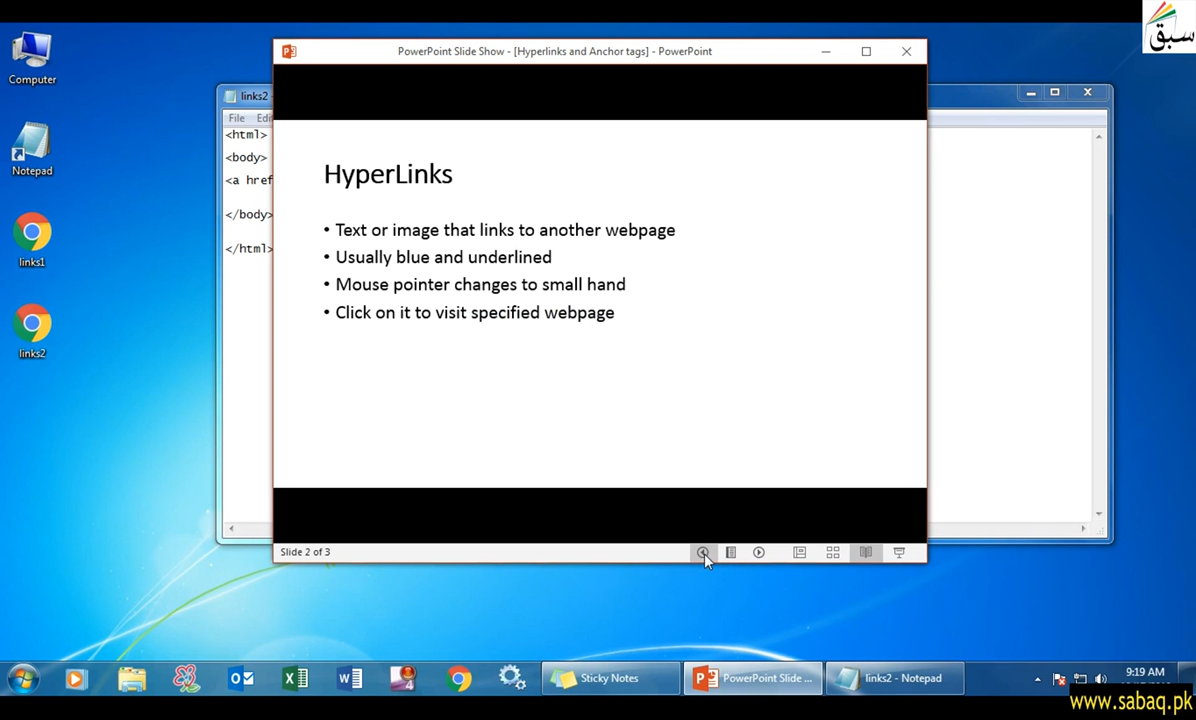 سبق
Computer
Notepad
links1
links2
PowerPoint Slide Show - [Hyperlinks and Anchor tags] - PowerPoint
links2 -
File Edi
<html>
<body>
<a href
</body>
</html>
HyperLinks
• Text or image that links to another webpage
• Usually blue and underlined
• Mouse pointer changes to small hand
• Click on it to visit specified webpage
Slide 2 of 3
Sticky Notes
PowerPoint Slide ...
links2 - Notepad
9:19 AM
www.sabaq.pk